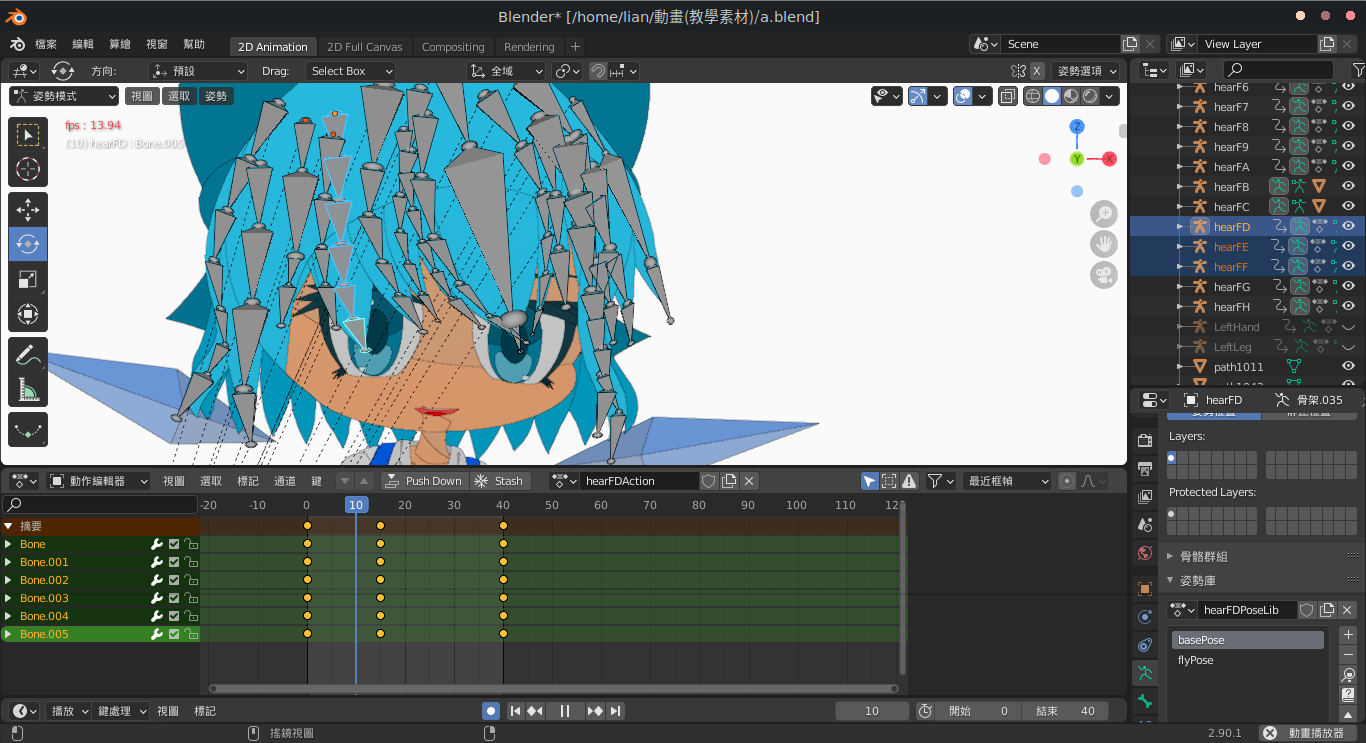 Blender* [/home/lian/動畫(教學素材)/a.blend]
檔案 編輯 算繪 視窗 幫助 2D Animation 2D Full Canvas Compositing Rendering + Scene View Layer
方向: 預設 Drag: Select Box 全域 X 姿勢選項
姿勢模式 視圖 選取 姿勢
fps : 13.94
(10) hearFD : Bone.005
Z
Y
X
hearF6
hearF7
hearF8
hearF9
hearFA
hearFB
hearFC
hearFD
hearFE
hearFF
hearFG
hearFH
LeftHand
LeftLeg
path1011
hearFD 骨架.035
Layers:
Protected Layers:
骨骼群組
姿勢庫
hearFDPoseLib
basePose
flyPose
動作編輯器 視圖 選取 標記 通道 鍵 Push Down Stash hearFDAction 最近框幀
-20 -10 0 10 20 30 40 50 60 70 80 90 100 110 120
摘要
Bone
Bone.001
Bone.002
Bone.003
Bone.004
Bone.005
播放 鍵處理 視圖 標記 10 開始 0 結束 40
搖鏡視圖 2.90.1 動畫播放器